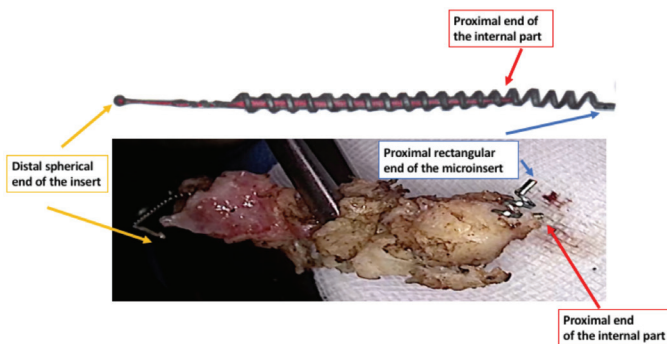 Proximal end of
the internal part
Distal spherical
end of the insert
Proximal rectangular
end of the microinsert
Proximal end
of the internal part